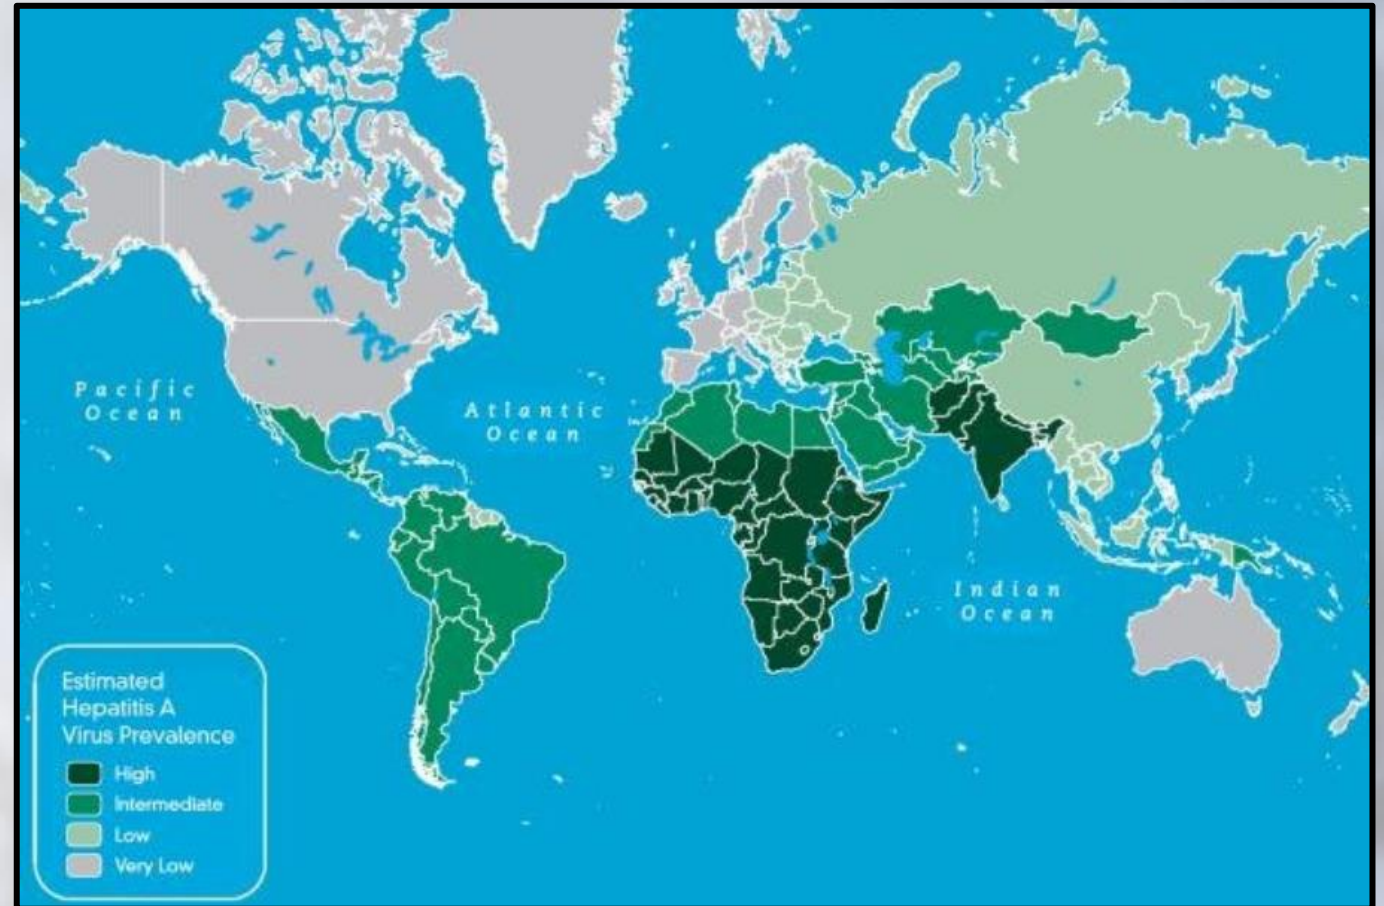 Pacific
Ocean
Atlantic
Ocean
Indian
Ocean
Estimated
Hepatitis A
Virus Prevalence
High
Intermediate
Low
Very Low